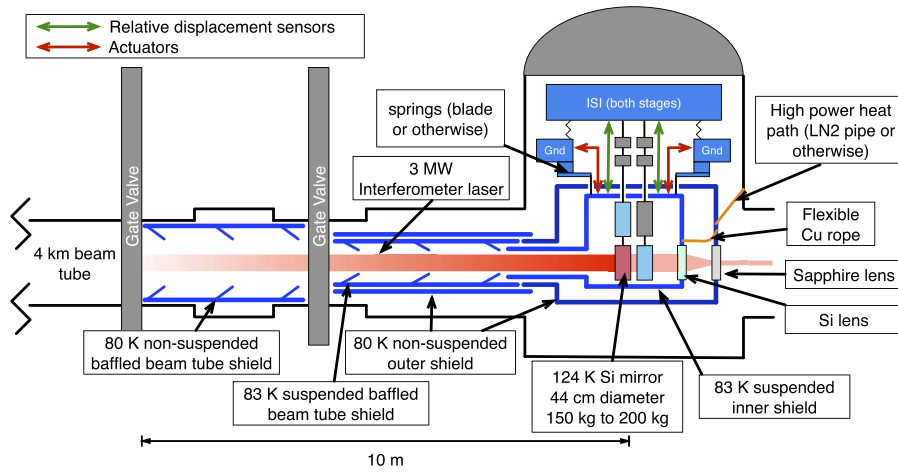 Relative displacement sensors
Actuators
ISI (both stages)
springs (blade
or otherwise)
Gnd
Gnd
High power heat
path (LN2 pipe or
otherwise)
3 MW
Interferometer laser
Gate Valve
Gate Valve
Flexible
Cu rope
4 km beam
tube
Sapphire lens
Si lens
80 K non-suspended
baffled beam tube shield
80 K non-suspended
outer shield
83 K suspended baffled
beam tube shield
124 K Si mirror
44 cm diameter
150 kg to 200 kg
83 K suspended
inner shield
10 m